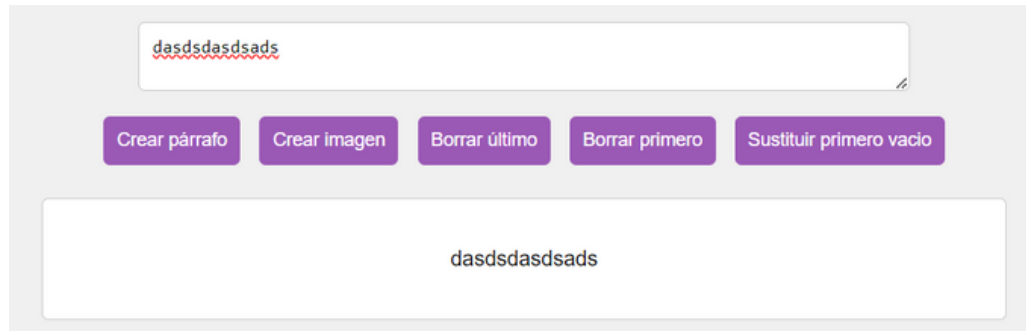 dasdsdasdsads
Crear párrafo Crear imagen Borrar último Borrar primero Sustituir primero vacio
dasdsdasdsads